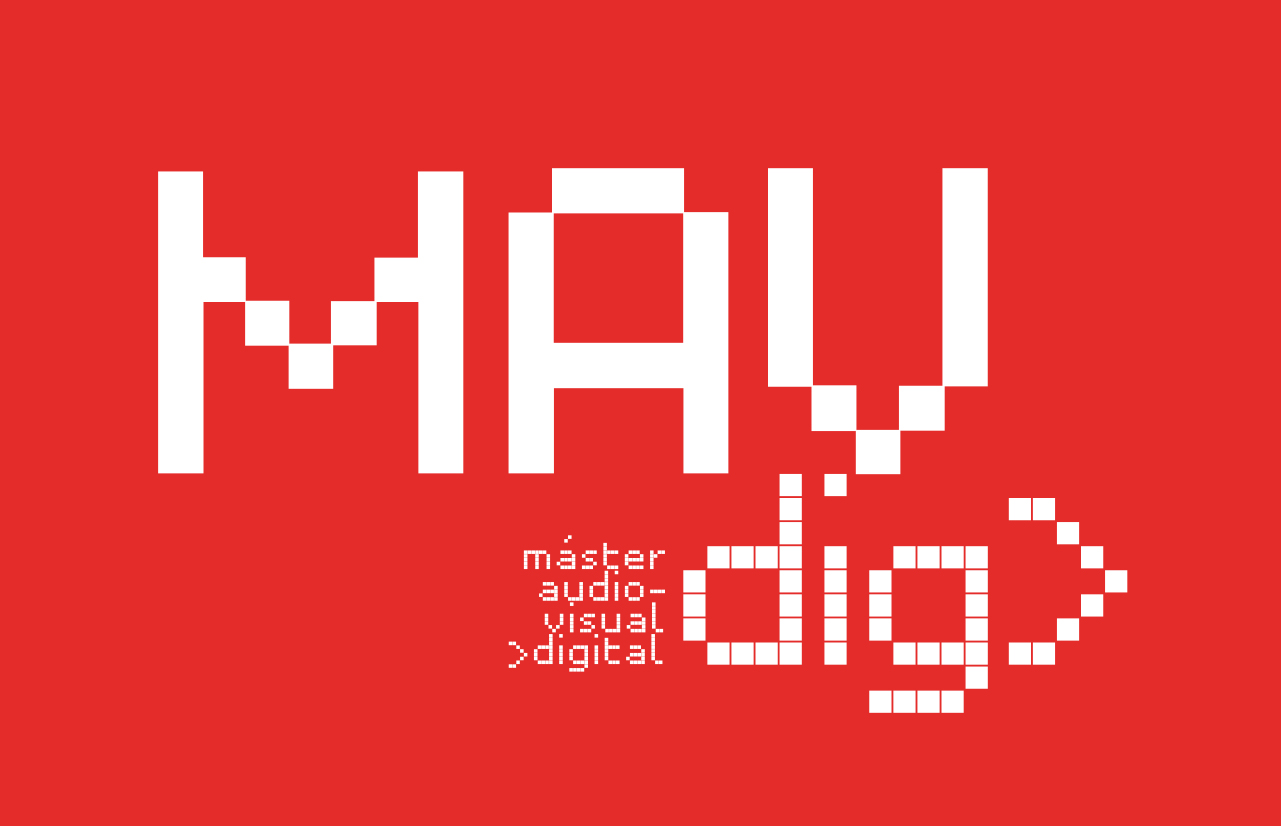 MAV
dig>
máster
audio-
visual
>digital